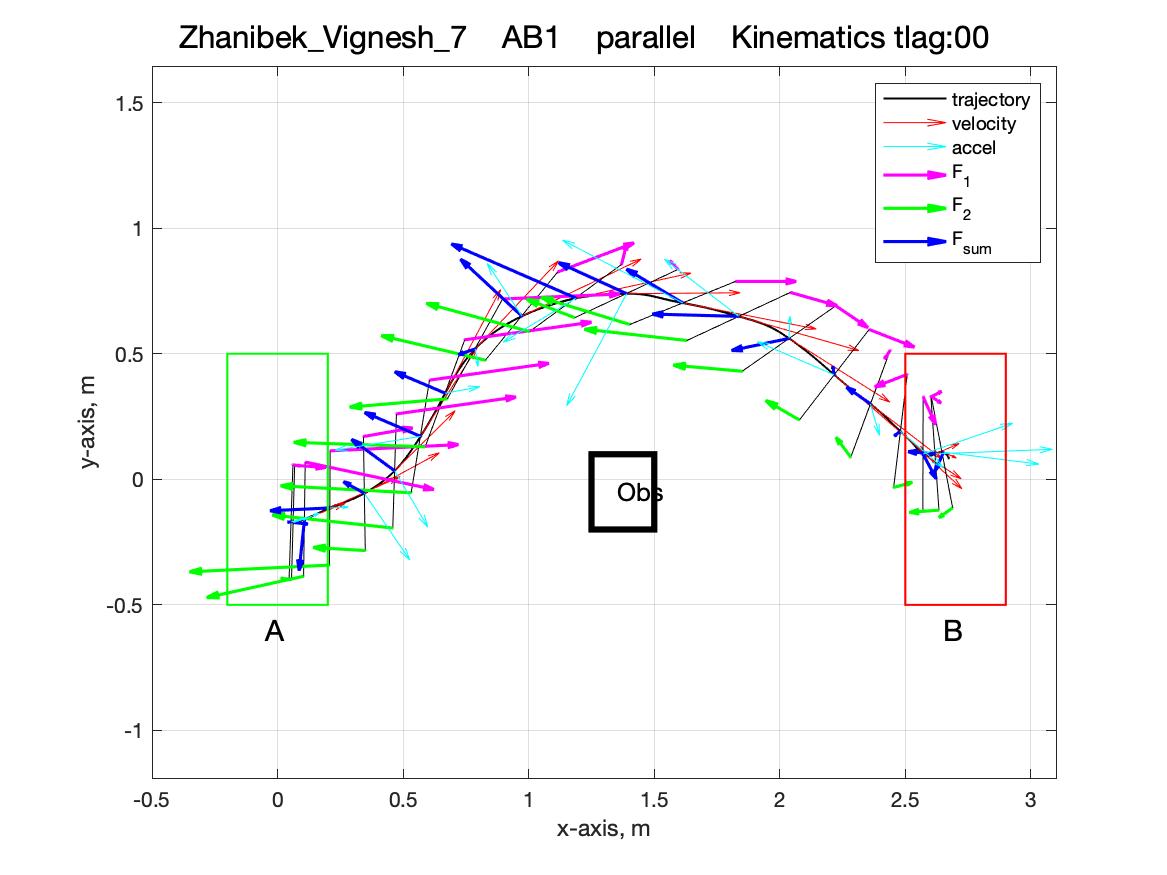 Zhanibek_Vignesh_7 AB1 parallel Kinematics tlag:00
trajectory
velocity
accel
F1
F2
Fsum
1.5
1
0.5
0
-0.5
-1
y-axis, m
Obs
A
B
-0.5 0 0.5 1 1.5 2 2.5 3
x-axis, m